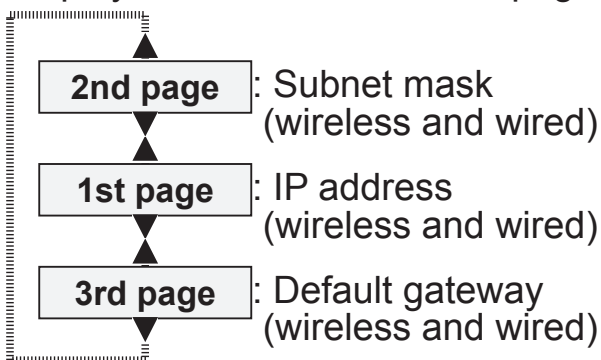 2nd page : Subnet mask
(wireless and wired)
1st page : IP address
(wireless and wired)
3rd page : Default gateway
(wireless and wired)